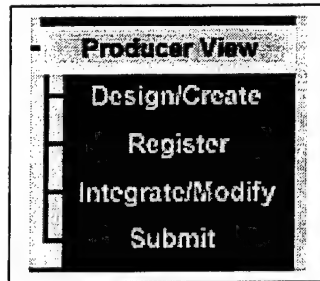 Producer View
Design/Create
Register
Integrate/Modify
Submit